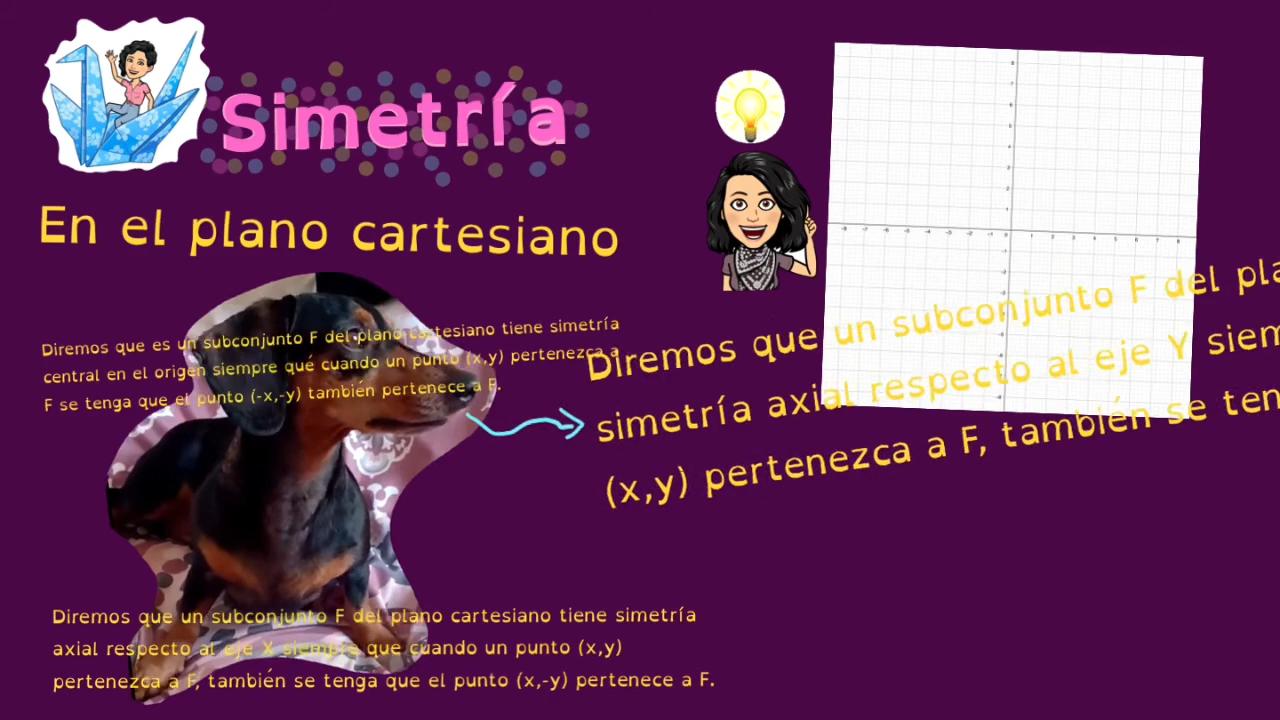 Simetría
En el plano cartesiano
Diremos que es un subconjunto F del plano cartesiano tiene simetría
central en el origen siempre qué cuando un punto (x,y) pertenezca a
F se tenga que el punto (-x,-y) también pertenece a F.
Diremos que un subconjunto F del pla
simetría axial respecto al eje Y siem
(x,y) pertenezca a F, también se ten
Diremos que un subconjunto F del plano cartesiano tiene simetría
axial respecto al eje X siempre que cuando un punto (x,y)
pertenezca a F, también se tenga que el punto (x,-y) pertenece a F.